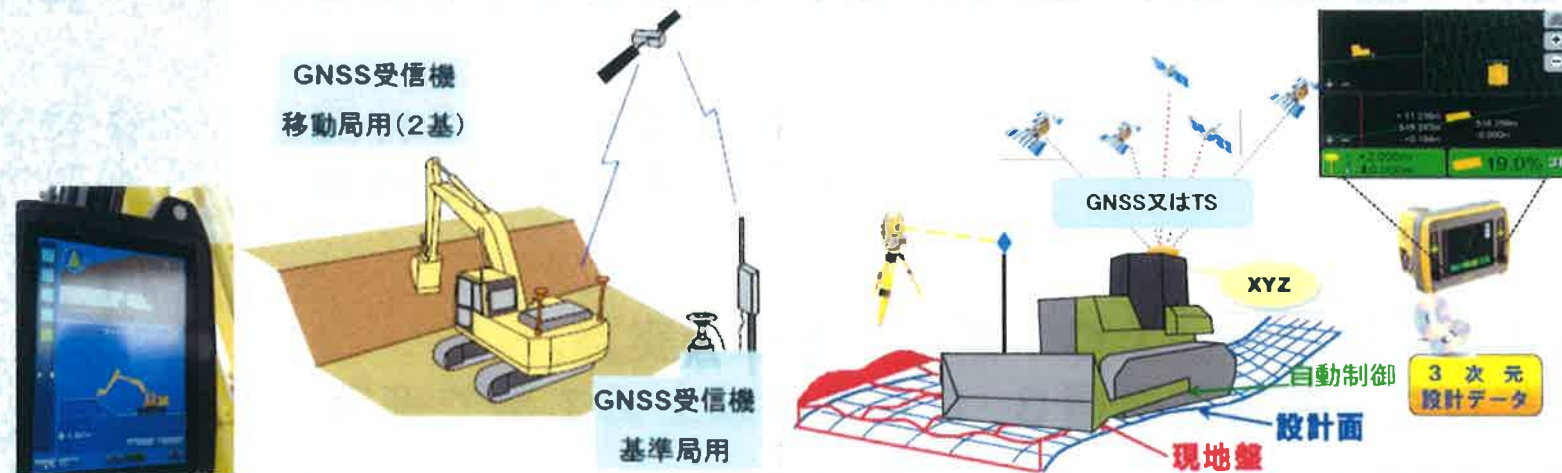 GNSS受信機
移動局用(2基)
GNSS受信機
基準局用
GNSS又はTS
XYZ
自動制御
設計面
現地盤
19.0%
3 次 元
設計データ